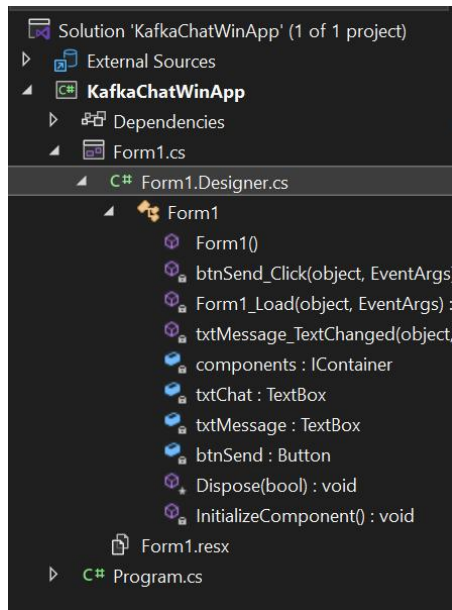 Solution 'KafkaChatWinApp' (1 of 1 project)
External Sources
C# KafkaChatWinApp
Dependencies
Form1.cs
C# Form1.Designer.cs
Form1
Form1()
btnSend_Click(object, EventArgs)
Form1_Load(object, EventArgs) :
txtMessage_TextChanged(object,
components : IContainer
txtChat : TextBox
txtMessage : TextBox
btnSend : Button
Dispose(bool) : void
InitializeComponent() : void
Form1.resx
C# Program.cs